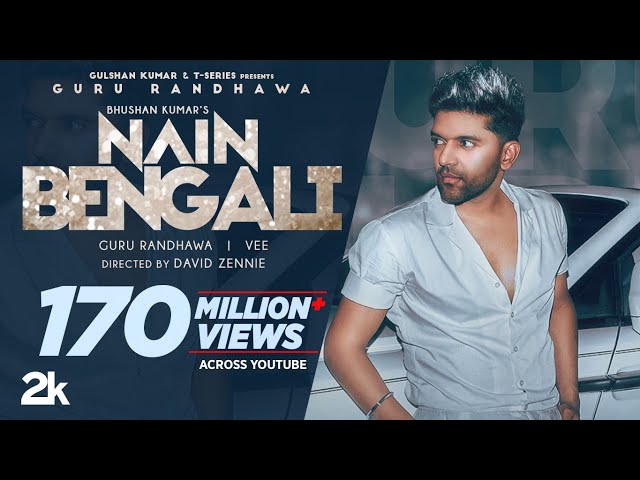 GULSHAN KUMAR & T-SERIES PRESENTS
GURU RANDHAWA
BHUSHAN KUMAR'S
NAIN
BENGALI
GURU RANDHAWA | VEE
DIRECTED BY DAVID ZENNIE
170 MILLION+
VIEWS
ACROSS YOUTUBE
2k